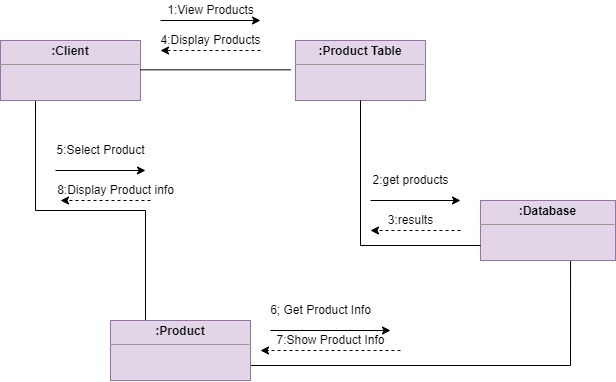 1:View Products
4:Display Products
:Client
:Product Table
5:Select Product
8:Display Product info
2:get products
3:results
:Database
:Product
6; Get Product Info
7:Show Product Info